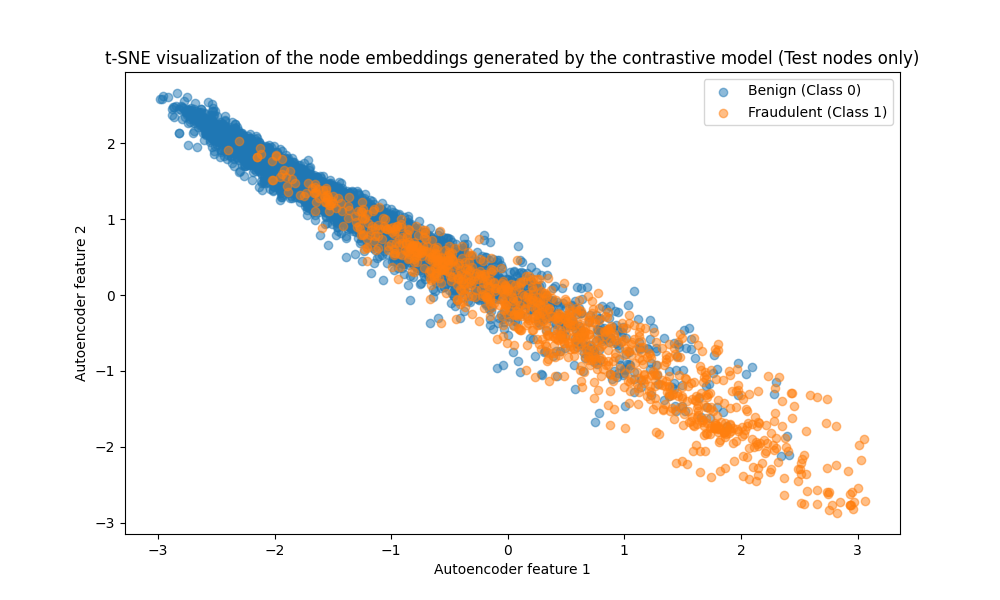 t-SNE visualization of the node embeddings generated by the contrastive model (Test nodes only)
Benign (Class 0)
Fraudulent (Class 1)
Autoencoder feature 2
2
1
0
−1
−2
−3
−3 −2 −1 0 1 2 3
Autoencoder feature 1